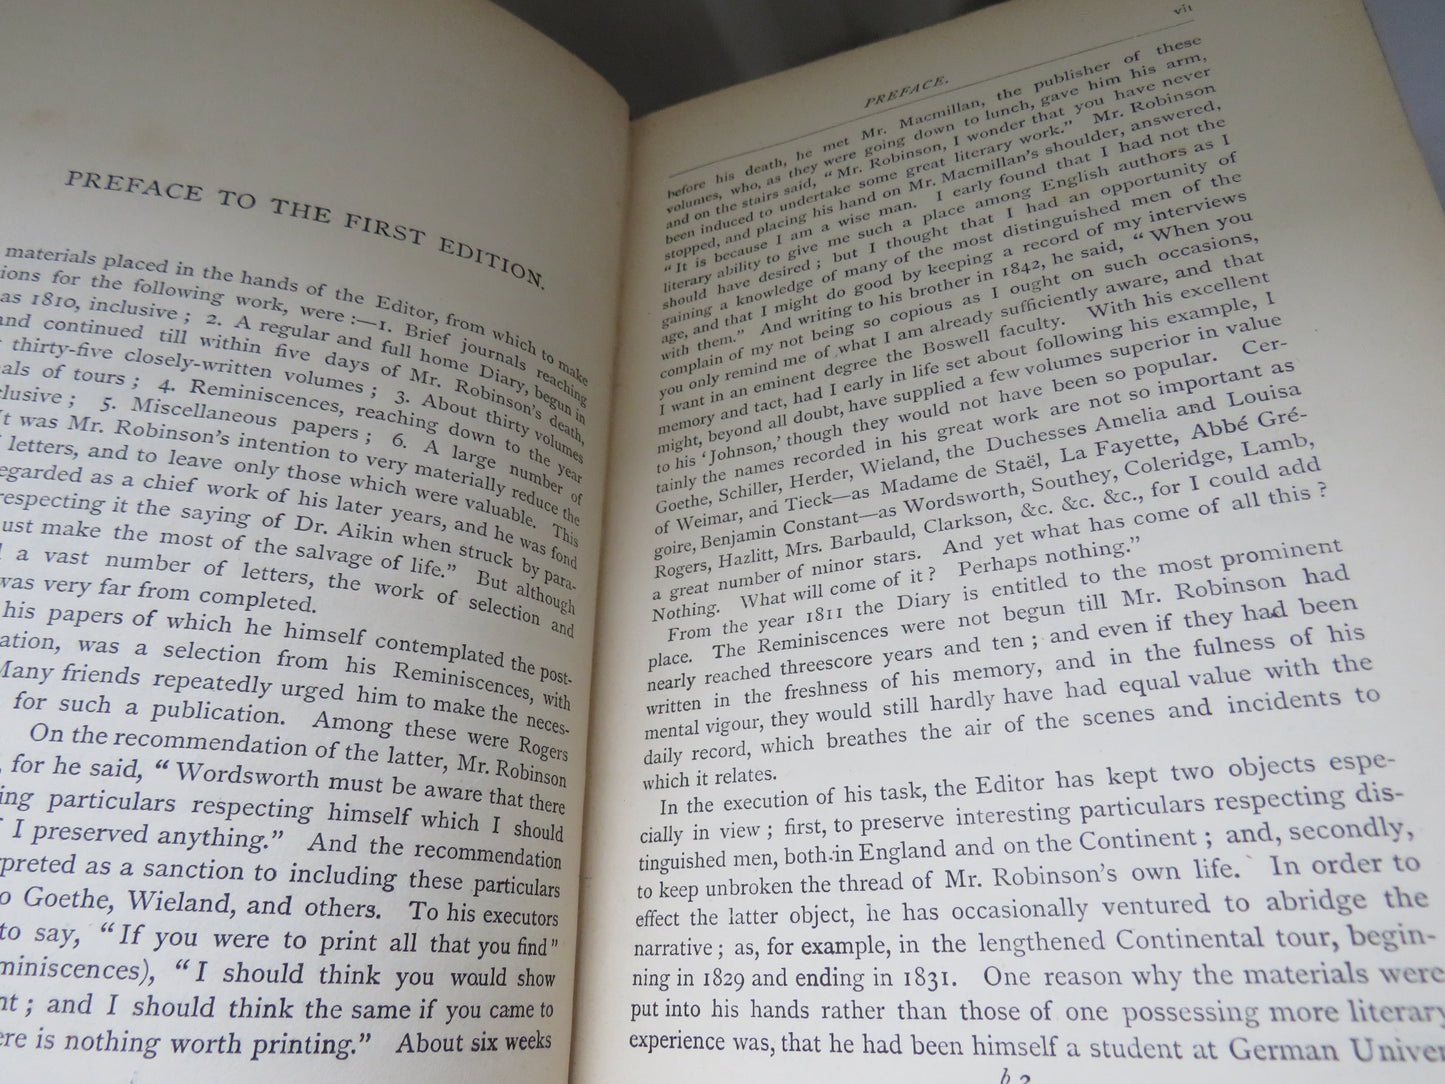 PREFACE TO THE FIRST EDITION.
materials placed in the hands of the Editor, from which to make
ions for the following work, were :—1. Brief journals reaching
as 1810, inclusive ; 2. A regular and full home Diary, begun in
and continued till within five days of Mr. Robinson's death,
thirty-five closely-written volumes ; 3. About thirty volumes
als of tours ; 4. Reminiscences, reaching down to the year
clusive ; 5. Miscellaneous papers ; 6. A large number of
It was Mr. Robinson's intention to very materially reduce the
f letters, and to leave only those which were valuable. This
egarded as a chief work of his later years, and he was fond
respecting it the saying of Dr. Aikin when struck by para-
ust make the most of the salvage of life." But although
d a vast number of letters, the work of selection and
was very far from completed.
his papers of which he himself contemplated the post-
ation, was a selection from his Reminiscences, with
Many friends repeatedly urged him to make the neces-
for such a publication. Among these were Rogers
On the recommendation of the latter, Mr. Robinson
, for he said, "Wordsworth must be aware that there
ing particulars respecting himself which I should
f I preserved anything." And the recommendation
rpreted as a sanction to including these particulars
o Goethe, Wieland, and others. To his executors
to say, "If you were to print all that you find"
miniscences), "I should think you would show
nt ; and I should think the same if you came to
ere is nothing worth printing." About six weeks
vii
PREFACE.
before his death, he met Mr. Macmillan, the publisher of these
volumes, who, as they were going down to lunch, gave him his arm,
and on the stairs said, "Mr. Robinson, I wonder that you have never
been induced to undertake some great literary work." Mr. Robinson
stopped, and placing his hand on Mr. Macmillan's shoulder, answered,
"It is because I am a wise man. I early found that I had not the
literary ability to give me such a place among English authors as I
should have desired ; but I thought that I had an opportunity of
gaining a knowledge of many of the most distinguished men of the
age, and that I might do good by keeping a record of my interviews
with them." And writing to his brother in 1842, he said, "When you
complain of my not being so copious as I ought on such occasions,
you only remind me of what I am already sufficiently aware, and that
I want in an eminent degree the Boswell faculty. With his excellent
memory and tact, had I early in life set about following his example, I
might, beyond all doubt, have supplied a few volumes superior in value
to his 'Johnson,' though they would not have been so popular. Cer-
tainly the names recorded in his great work are not so important as
Goethe, Schiller, Herder, Wieland, the Duchesses Amelia and Louisa
of Weimar, and Tieck—as Madame de Staël, La Fayette, Abbé Gré-
goire, Benjamin Constant—as Wordsworth, Southey, Coleridge, Lamb,
Rogers, Hazlitt, Mrs. Barbauld, Clarkson, &c. &c. &c., for I could add
a great number of minor stars. And yet what has come of all this ?
Nothing. What will come of it ? Perhaps nothing."
From the year 1811 the Diary is entitled to the most prominent
place. The Reminiscences were not begun till Mr. Robinson had
nearly reached threescore years and ten ; and even if they had been
written in the freshness of his memory, and in the fulness of his
mental vigour, they would still hardly have had equal value with the
daily record, which breathes the air of the scenes and incidents to
which it relates.
In the execution of his task, the Editor has kept two objects espe-
cially in view ; first, to preserve interesting particulars respecting dis-
tinguished men, both in England and on the Continent ; and, secondly,
to keep unbroken the thread of Mr. Robinson's own life. In order to
effect the latter object, he has occasionally ventured to abridge the
narrative ; as, for example, in the lengthened Continental tour, begin-
ning in 1829 and ending in 1831. One reason why the materials were
put into his hands rather than those of one possessing more literary
experience was, that he had been himself a student at German Univer
b 2